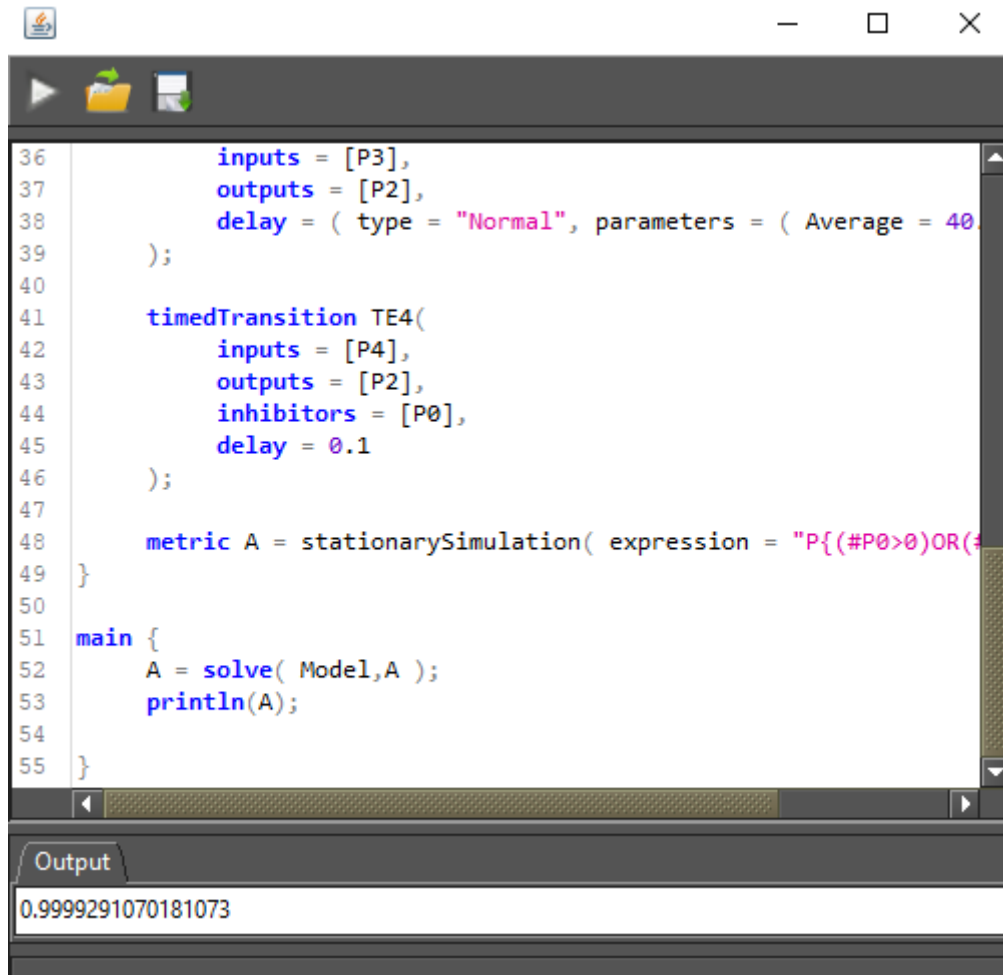 36 inputs = [P3],
37 outputs = [P2],
38 delay = ( type = "Normal", parameters = ( Average = 40.
39 );
40
41 timedTransition TE4(
42 inputs = [P4],
43 outputs = [P2],
44 inhibitors = [P0],
45 delay = 0.1
46 );
47
48 metric A = stationarySimulation( expression = "P{(#P0>0)OR(#
49 }
50
51 main {
52 A = solve( Model,A );
53 println(A);
54
55 }
Output
0.9999291070181073